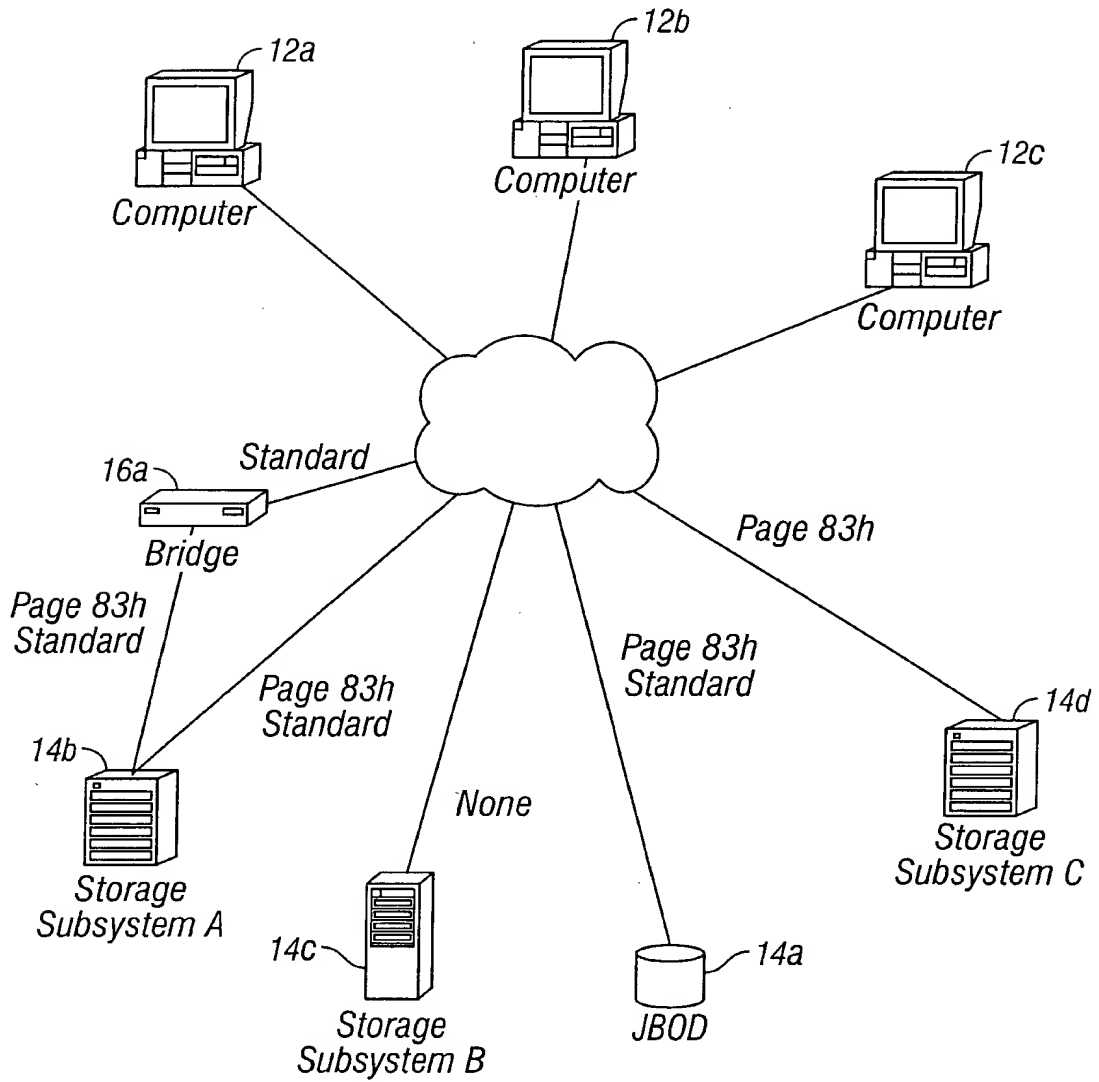 12a
12b
12c
Computer
Computer
Computer
16a
Standard
Bridge
Page 83h
Page 83h
Standard
Page 83h
Standard
Page 83h
Standard
14b
14d
None
Storage
Subsystem A
Storage
Subsystem C
14c
14a
Storage
Subsystem B
JBOD